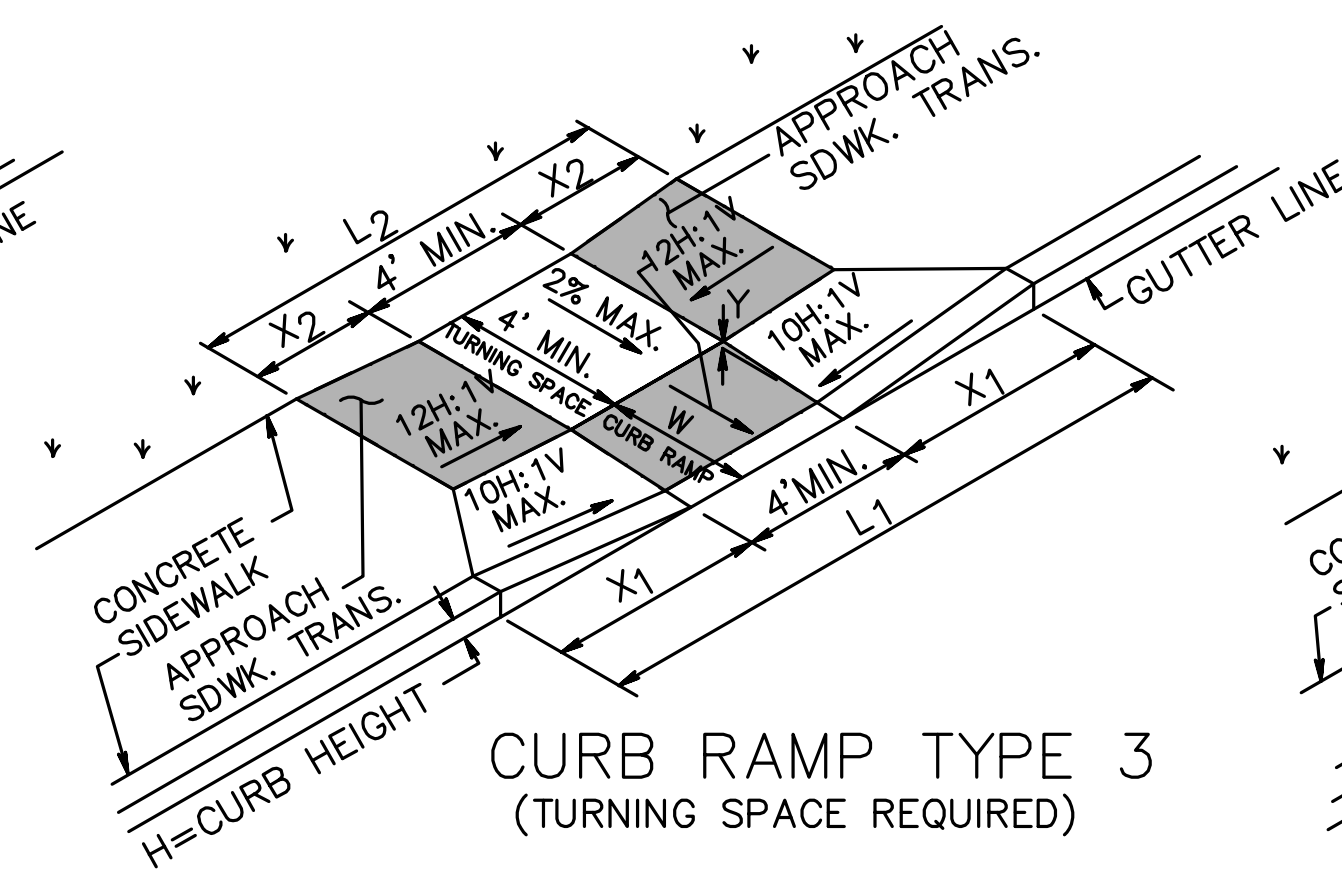 APPROACH
SDWK. TRANS.
NE
L2
X2
4' MIN.
X2
12H:1V
MAX.
2% MAX.
Y
GUTTER LINE
10H:1V
MAX.
4' MIN.
TURNING SPACE
12H:1V
MAX.
W
CURB RAMP
X1
10H:1V
MAX.
4'MIN.
L1
X1
CONCRETE
SIDEWALK
APPROACH
SDWK. TRANS.
H=CURB HEIGHT
CO
CURB RAMP TYPE 3
(TURNING SPACE REQUIRED)